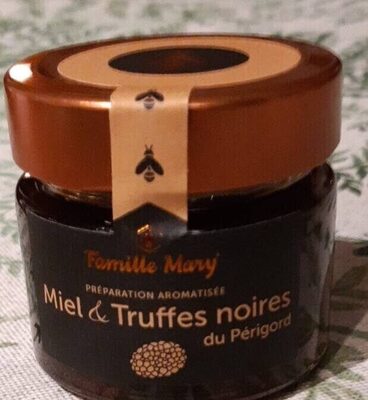 Famille Mary
PRÉPARATION AROMATISÉE
Miel & Truffes noires
du Périgord